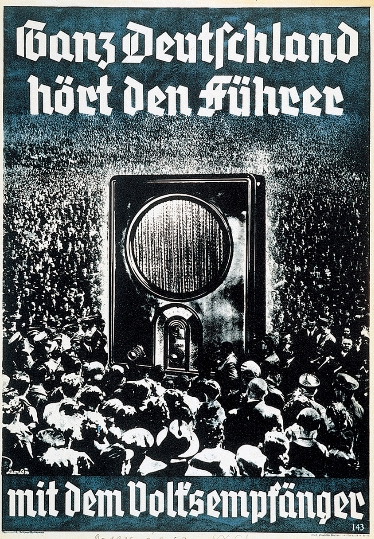 Ganz Deutschland
hört den Führer
mit dem Volksempfänger
143